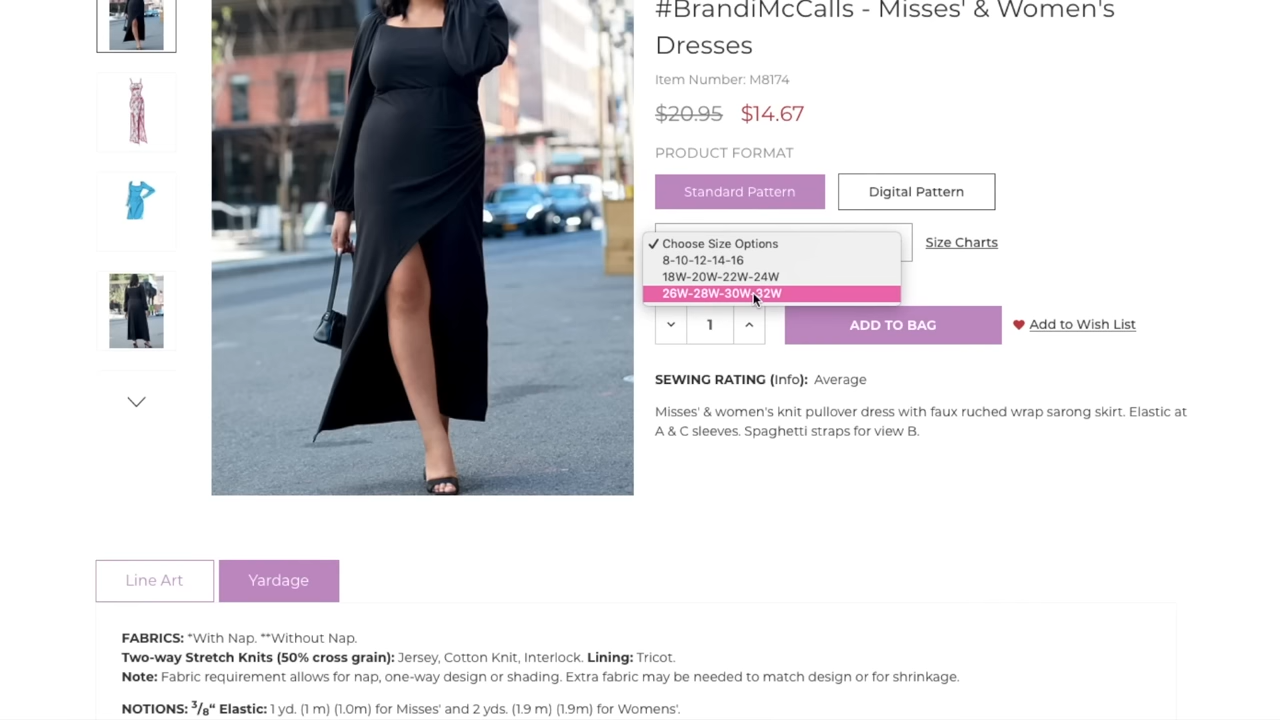 #BrandiMcCalls - Misses' & Women's
Dresses
Item Number: M8174
$20.95 $14.67
PRODUCT FORMAT
Standard Pattern Digital Pattern
✓ Choose Size Options
8-10-12-14-16
18W-20W-22W-24W
26W-28W-30W-32W
Size Charts
1 ADD TO BAG Add to Wish List
SEWING RATING (Info): Average
Misses' & women's knit pullover dress with faux ruched wrap sarong skirt. Elastic at
A & C sleeves. Spaghetti straps for view B.
Line Art Yardage
FABRICS: *With Nap. **Without Nap.
Two-way Stretch Knits (50% cross grain): Jersey, Cotton Knit, Interlock. Lining: Tricot.
Note: Fabric requirement allows for nap, one-way design or shading. Extra fabric may be needed to match design or for shrinkage.
NOTIONS: 3/8“ Elastic: 1 yd. (1 m) (1.0m) for Misses' and 2 yds. (1.9 m) (1.9m) for Womens'.